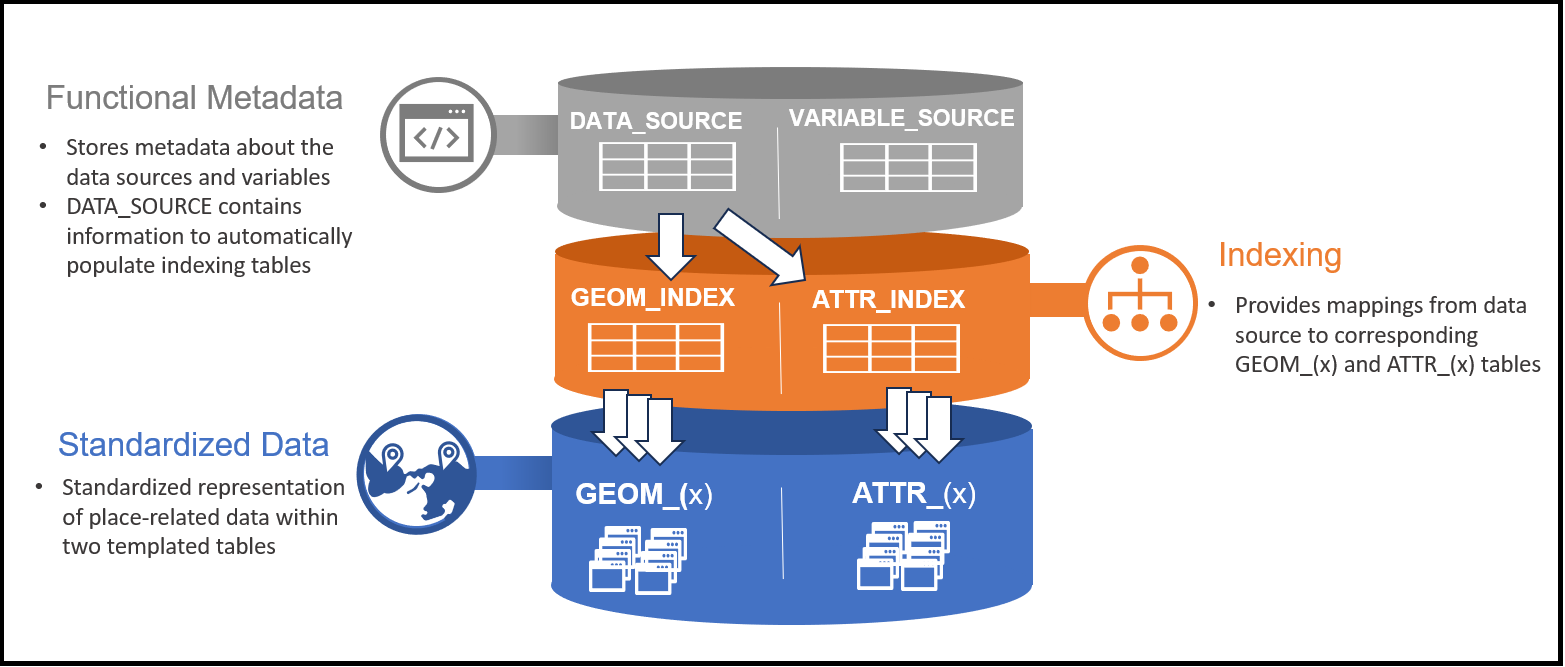 Functional Metadata
• Stores metadata about the
data sources and variables
• DATA_SOURCE contains
information to automatically
populate indexing tables
</>
DATA_SOURCE
VARIABLE_SOURCE
GEOM_INDEX
ATTR_INDEX
Indexing
• Provides mappings from data
source to corresponding
GEOM_(x) and ATTR_(x) tables
Standardized Data
• Standardized representation
of place-related data within
two templated tables
GEOM_(x)
ATTR_(x)